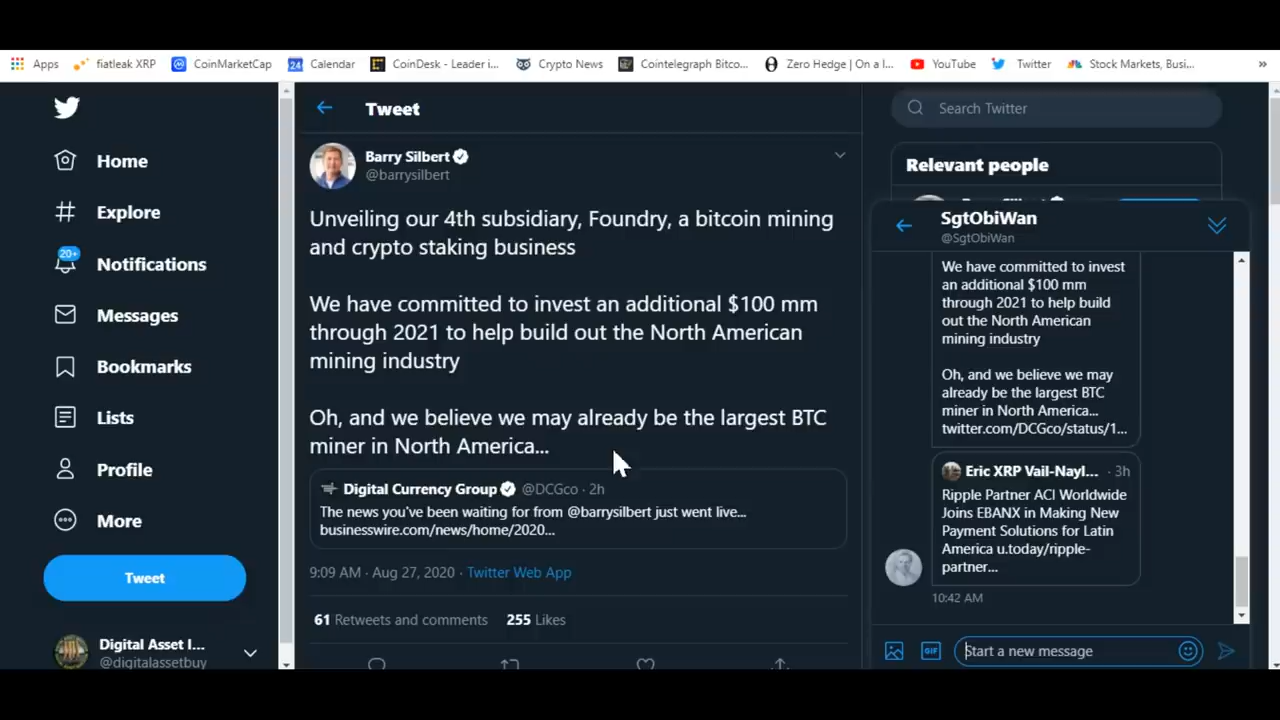 Apps fiatleak XRP CoinMarketCap 24 Calendar CoinDesk - Leader i... Crypto News Cointelegraph Bitco... Zero Hedge | On a l... YouTube Twitter Stock Markets, Busi... »
Home
Explore
20+
Notifications
Messages
Bookmarks
Lists
Profile
More
Tweet
Digital Asset I...
@digitalassetbuy
Tweet
Barry Silbert
@barrysilbert
Unveiling our 4th subsidiary, Foundry, a bitcoin mining
and crypto staking business
We have committed to invest an additional $100 mm
through 2021 to help build out the North American
mining industry
Oh, and we believe we may already be the largest BTC
miner in North America...
Digital Currency Group @DCGco · 2h
The news you've been waiting for from @barrysilbert just went live...
businesswire.com/news/home/2020...
9:09 AM · Aug 27, 2020 · Twitter Web App
61 Retweets and comments 255 Likes
Search Twitter
Relevant people
SgtObiWan
@SgtObiWan
We have committed to invest
an additional $100 mm
through 2021 to help build
out the North American
mining industry
Oh, and we believe we may
already be the largest BTC
miner in North America...
twitter.com/DCGco/status/1...
Eric XRP Vail-Nayl... · 3h
Ripple Partner ACI Worldwide
Joins EBANX in Making New
Payment Solutions for Latin
America u.today/ripple-
partner...
10:42 AM
GIF
Start a new message